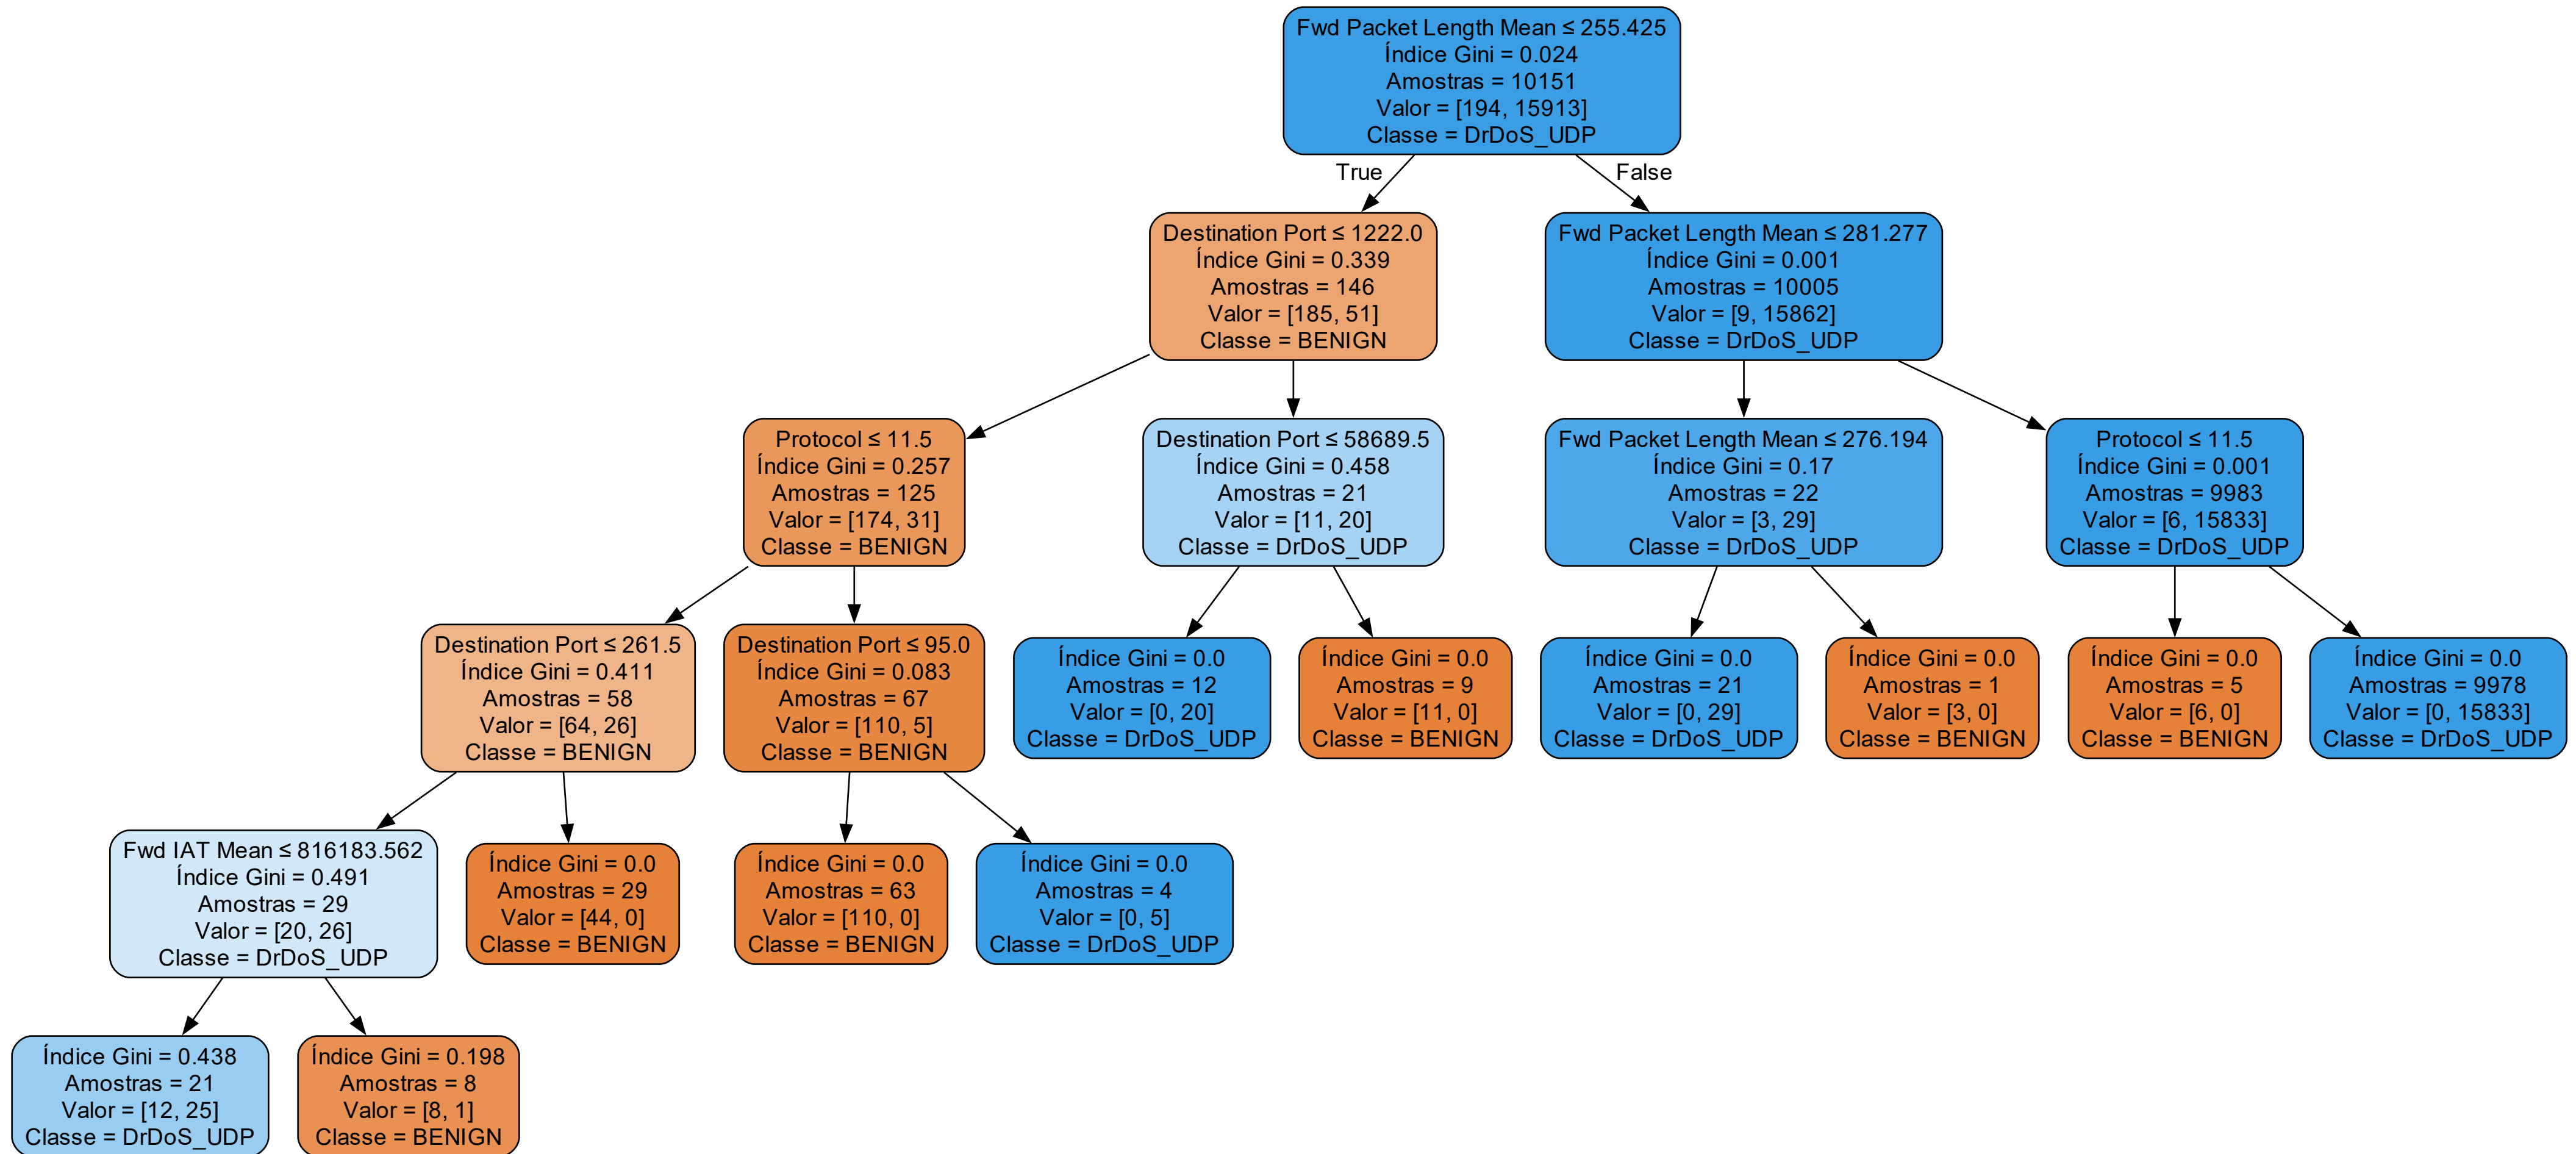 Fwd Packet Length Mean ≤ 255.425
Índice Gini = 0.024
Amostras = 10151
Valor = [194, 15913]
Classe = DrDoS_UDP
True
False
Destination Port ≤ 1222.0
Índice Gini = 0.339
Amostras = 146
Valor = [185, 51]
Classe = BENIGN
Fwd Packet Length Mean ≤ 281.277
Índice Gini = 0.001
Amostras = 10005
Valor = [9, 15862]
Classe = DrDoS_UDP
Protocol ≤ 11.5
Índice Gini = 0.257
Amostras = 125
Valor = [174, 31]
Classe = BENIGN
Destination Port ≤ 58689.5
Índice Gini = 0.458
Amostras = 21
Valor = [11, 20]
Classe = DrDoS_UDP
Fwd Packet Length Mean ≤ 276.194
Índice Gini = 0.17
Amostras = 22
Valor = [3, 29]
Classe = DrDoS_UDP
Protocol ≤ 11.5
Índice Gini = 0.001
Amostras = 9983
Valor = [6, 15833]
Classe = DrDoS_UDP
Destination Port ≤ 261.5
Índice Gini = 0.411
Amostras = 58
Valor = [64, 26]
Classe = BENIGN
Destination Port ≤ 95.0
Índice Gini = 0.083
Amostras = 67
Valor = [110, 5]
Classe = BENIGN
Índice Gini = 0.0
Amostras = 12
Valor = [0, 20]
Classe = DrDoS_UDP
Índice Gini = 0.0
Amostras = 9
Valor = [11, 0]
Classe = BENIGN
Índice Gini = 0.0
Amostras = 21
Valor = [0, 29]
Classe = DrDoS_UDP
Índice Gini = 0.0
Amostras = 1
Valor = [3, 0]
Classe = BENIGN
Índice Gini = 0.0
Amostras = 5
Valor = [6, 0]
Classe = BENIGN
Índice Gini = 0.0
Amostras = 9978
Valor = [0, 15833]
Classe = DrDoS_UDP
Fwd IAT Mean ≤ 816183.562
Índice Gini = 0.491
Amostras = 29
Valor = [20, 26]
Classe = DrDoS_UDP
Índice Gini = 0.0
Amostras = 29
Valor = [44, 0]
Classe = BENIGN
Índice Gini = 0.0
Amostras = 63
Valor = [110, 0]
Classe = BENIGN
Índice Gini = 0.0
Amostras = 4
Valor = [0, 5]
Classe = DrDoS_UDP
Índice Gini = 0.438
Amostras = 21
Valor = [12, 25]
Classe = DrDoS_UDP
Índice Gini = 0.198
Amostras = 8
Valor = [8, 1]
Classe = BENIGN